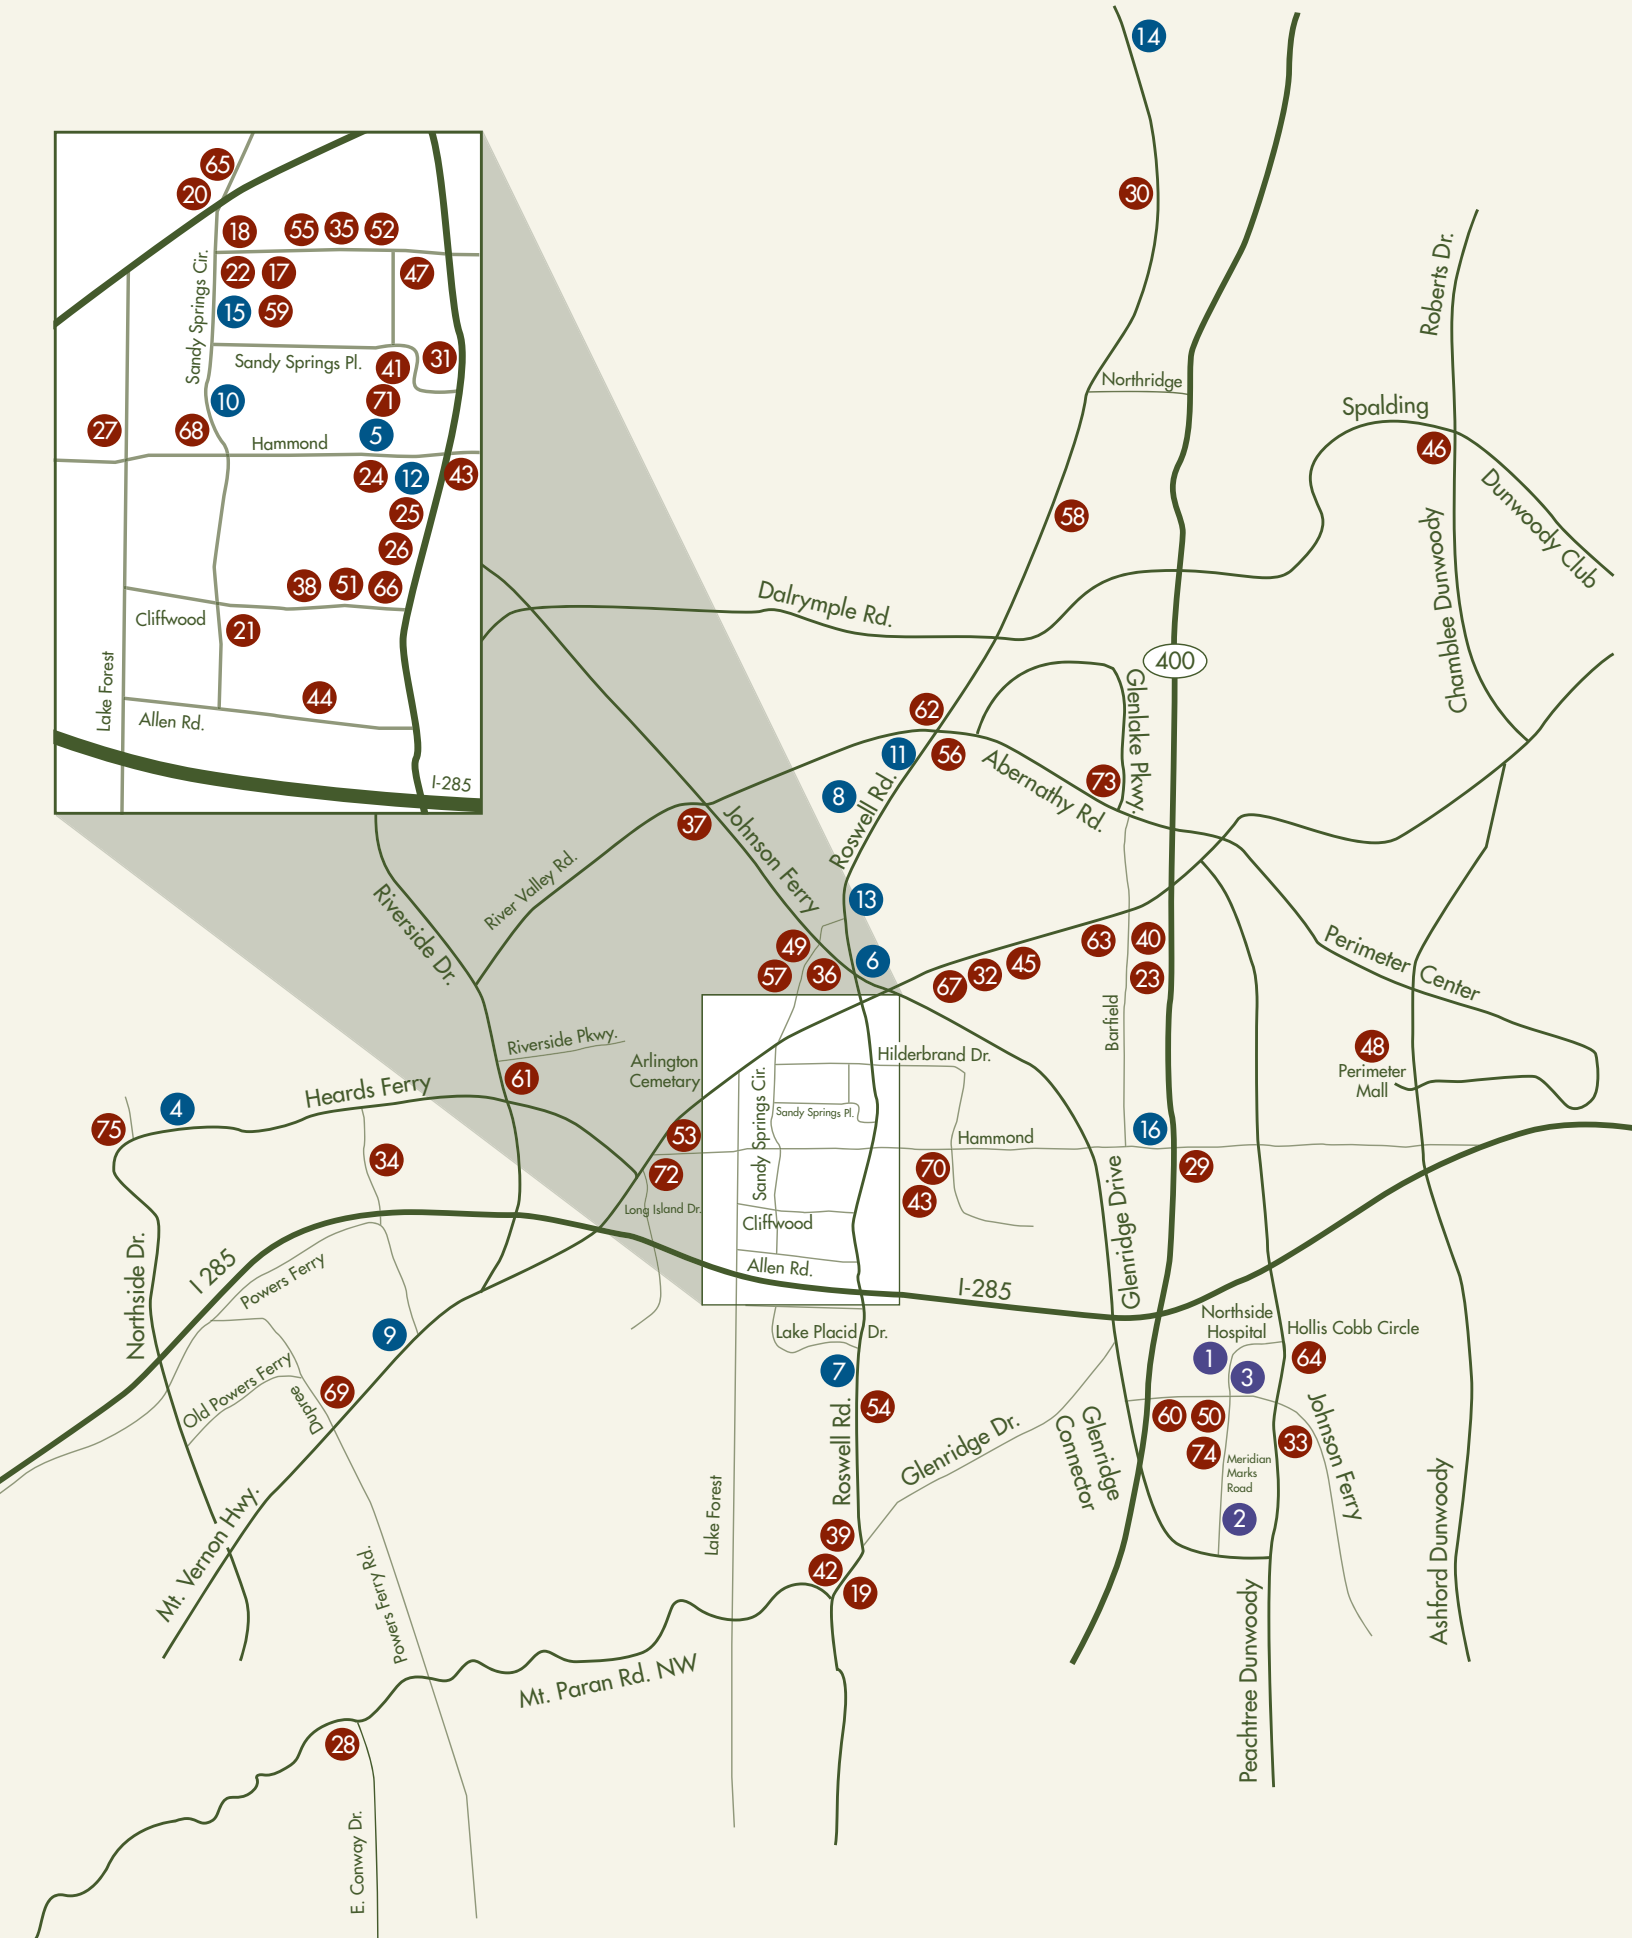 14
30
65
20
18
55
35
52
22
17
47
15
59
Sandy Springs Cir.
Sandy Springs Pl.
41
31
10
71
27
68
5
Hammond
24
12
43
25
26
38
51
66
Cliffwood
21
Lake Forest
44
Allen Rd.
I-285
Roberts Dr.
Northridge
Spalding
46
Dunwoody Club
Chamblee Dunwoody
58
Dalrymple Rd.
400
Glenlake Pkwy.
62
11
56
Abernathy Rd.
73
8
Roswell Rd.
37
Johnson Ferry
River Valley Rd.
Riverside Dr.
13
49
57
36
6
67
32
45
63
40
23
Barfield
Perimeter Center
48
Perimeter
Mall
Riverside Pkwy.
61
Arlington
Cemetery
Hilderbrand Dr.
Heards Ferry
4
75
34
53
72
Long Island Dr.
Sandy Springs Cir.
Sandy Springs Pl.
Hammond
70
43
16
29
Cliffwood
Allen Rd.
I-285
Glenridge Drive
Northside Dr.
I 285
Powers Ferry
9
Old Powers Ferry
Dupree
69
Lake Placid Dr.
7
54
Roswell Rd.
Glenridge Dr.
Glenridge
Connector
Northside
Hospital
Hollis Cobb Circle
1
3
64
60
50
74
33
Meridian
Marks
Road
2
Johnson Ferry
Lake Forest
39
42
19
Mt. Vernon Hwy.
Powers Ferry Rd.
Mt. Paran Rd. NW
28
E. Conway Dr.
Peachtree Dunwoody
Ashford Dunwoody